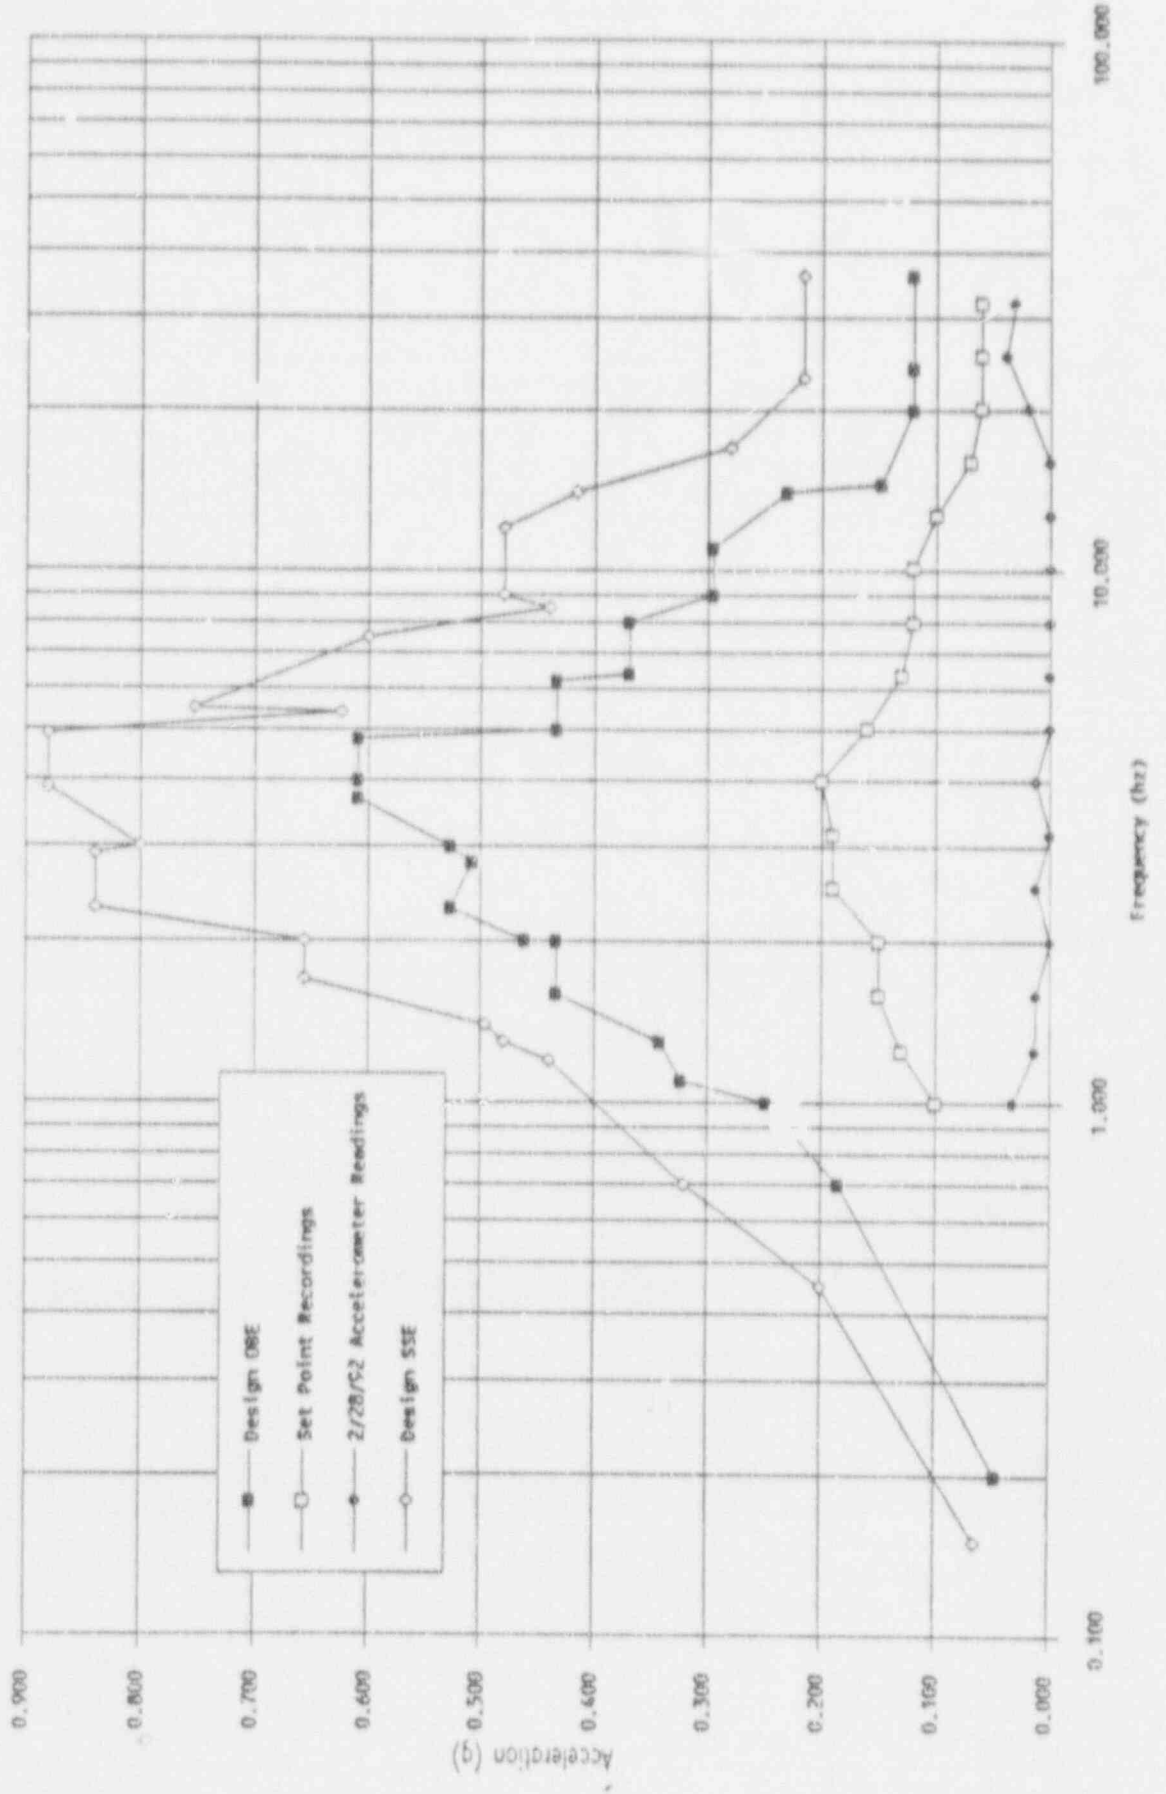 Acceleration (g)
0.900
0.800
0.700
0.600
0.500
0.400
0.300
0.200
0.100
0.000
Design OBE
Set Point Recordings
2/28/92 Accelerometer Readings
Design SSE
0.100
1.000
10.000
100.000
Frequency (hz)